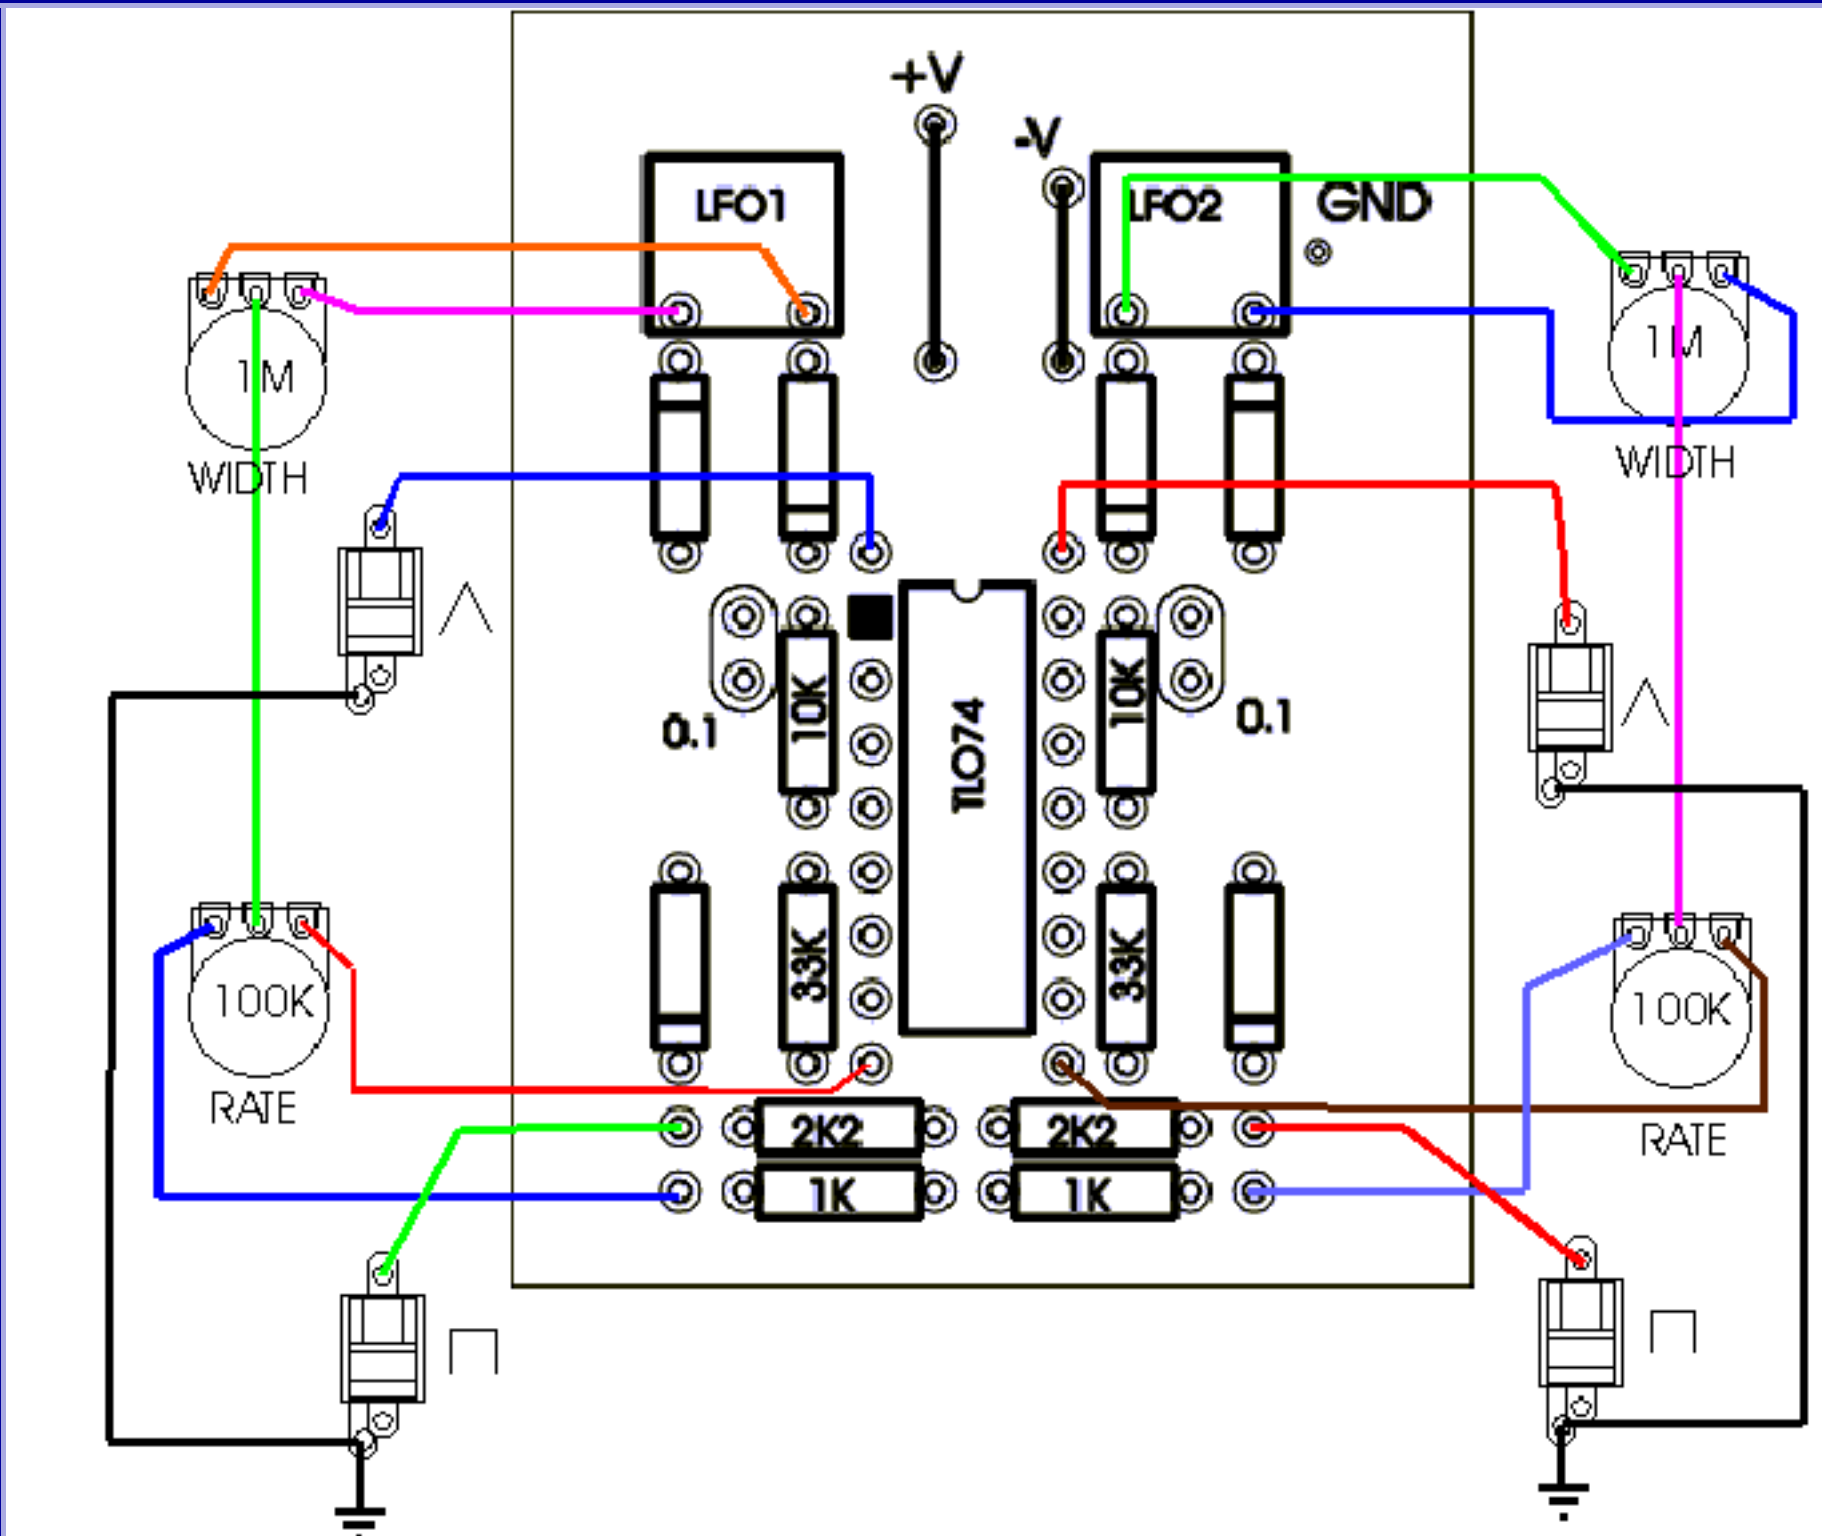 +V
-V
LFO1
LFO2
GND
1M
WIDTH
1M
WIDTH
10K
10K
0.1
0.1
TLO74
33K
33K
100K
RATE
100K
RATE
2K2
2K2
1K
1K